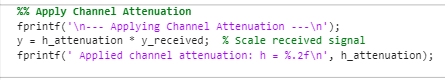 %% Apply Channel Attenuation
fprintf('\n--- Applying Channel Attenuation ---\n');
y = h_attenuation * y_received;  % Scale received signal
fprintf(' Applied channel attenuation: h = %.2f\n', h_attenuation);